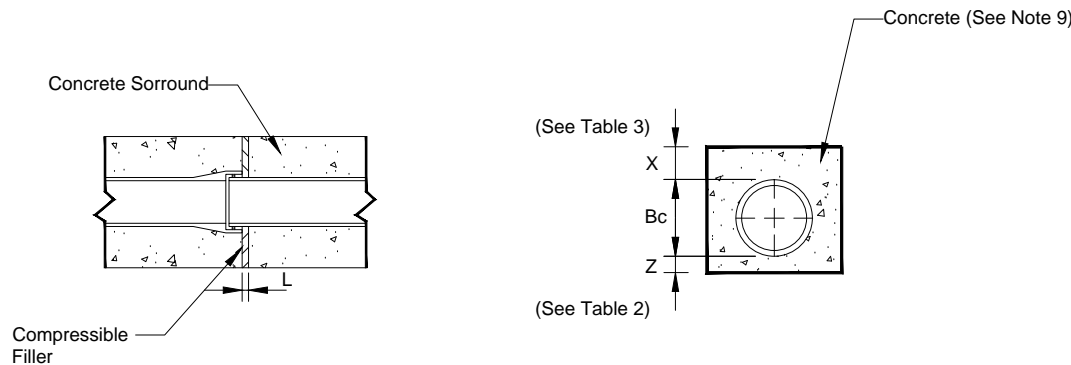 Concrete (See Note 9)
Concrete Sorround
(See Table 3)
X
Bc
Z
L
(See Table 2)
Compressible
Filler